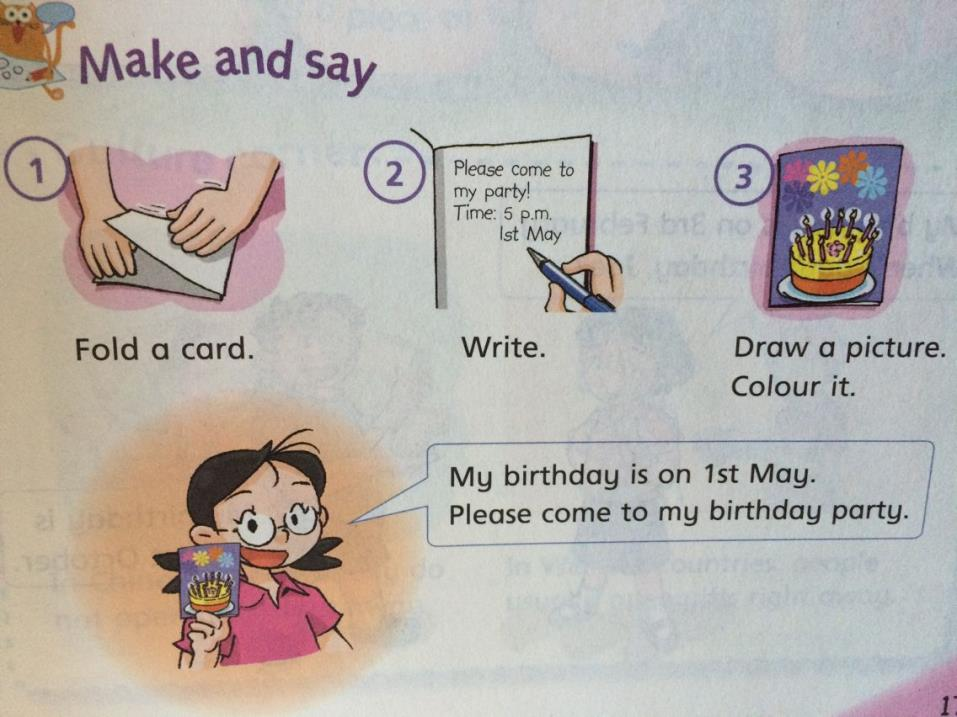 Make and say
1
2
3
Please come to
my party!
Time: 5 p.m.
1st May
Fold a card.
Write.
Draw a picture.
Colour it.
My birthday is on 1st May.
Please come to my birthday party.